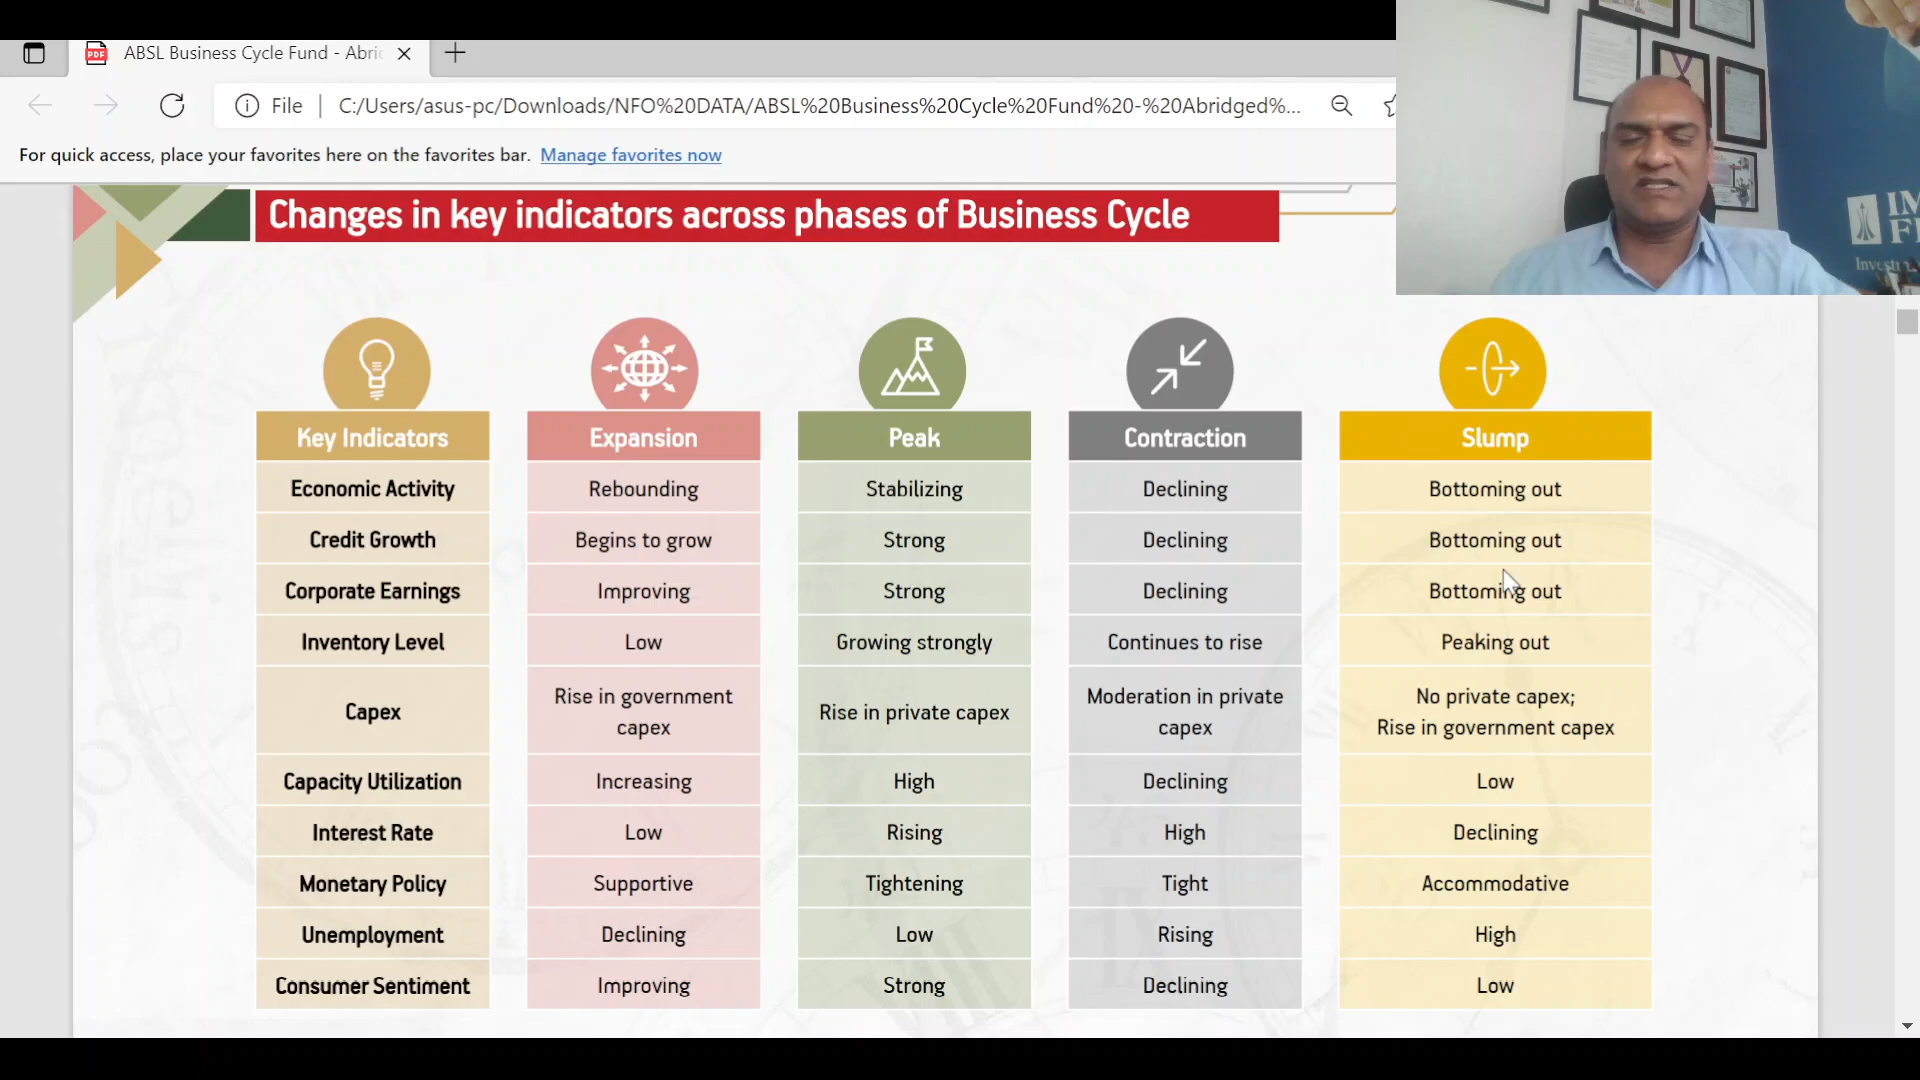 ABSL Business Cycle Fund - Abri
File
C:/Users/asus-pc/Downloads/NFO%20DATA/ABSL%20Business%20Cycle%20Fund%20-%20Abridged%...
For quick access, place your favorites here on the favorites bar. Manage favorites now
Changes in key indicators across phases of Business Cycle
Key Indicators Expansion Peak Contraction Slump
Economic Activity Rebounding Stabilizing Declining Bottoming out
Credit Growth Begins to grow Strong Declining Bottoming out
Corporate Earnings Improving Strong Declining Bottoming out
Inventory Level Low Growing strongly Continues to rise Peaking out
Capex Rise in government capex Rise in private capex Moderation in private capex No private capex; Rise in government capex
Capacity Utilization Increasing High Declining Low
Interest Rate Low Rising High Declining
Monetary Policy Supportive Tightening Tight Accommodative
Unemployment Declining Low Rising High
Consumer Sentiment Improving Strong Declining Low